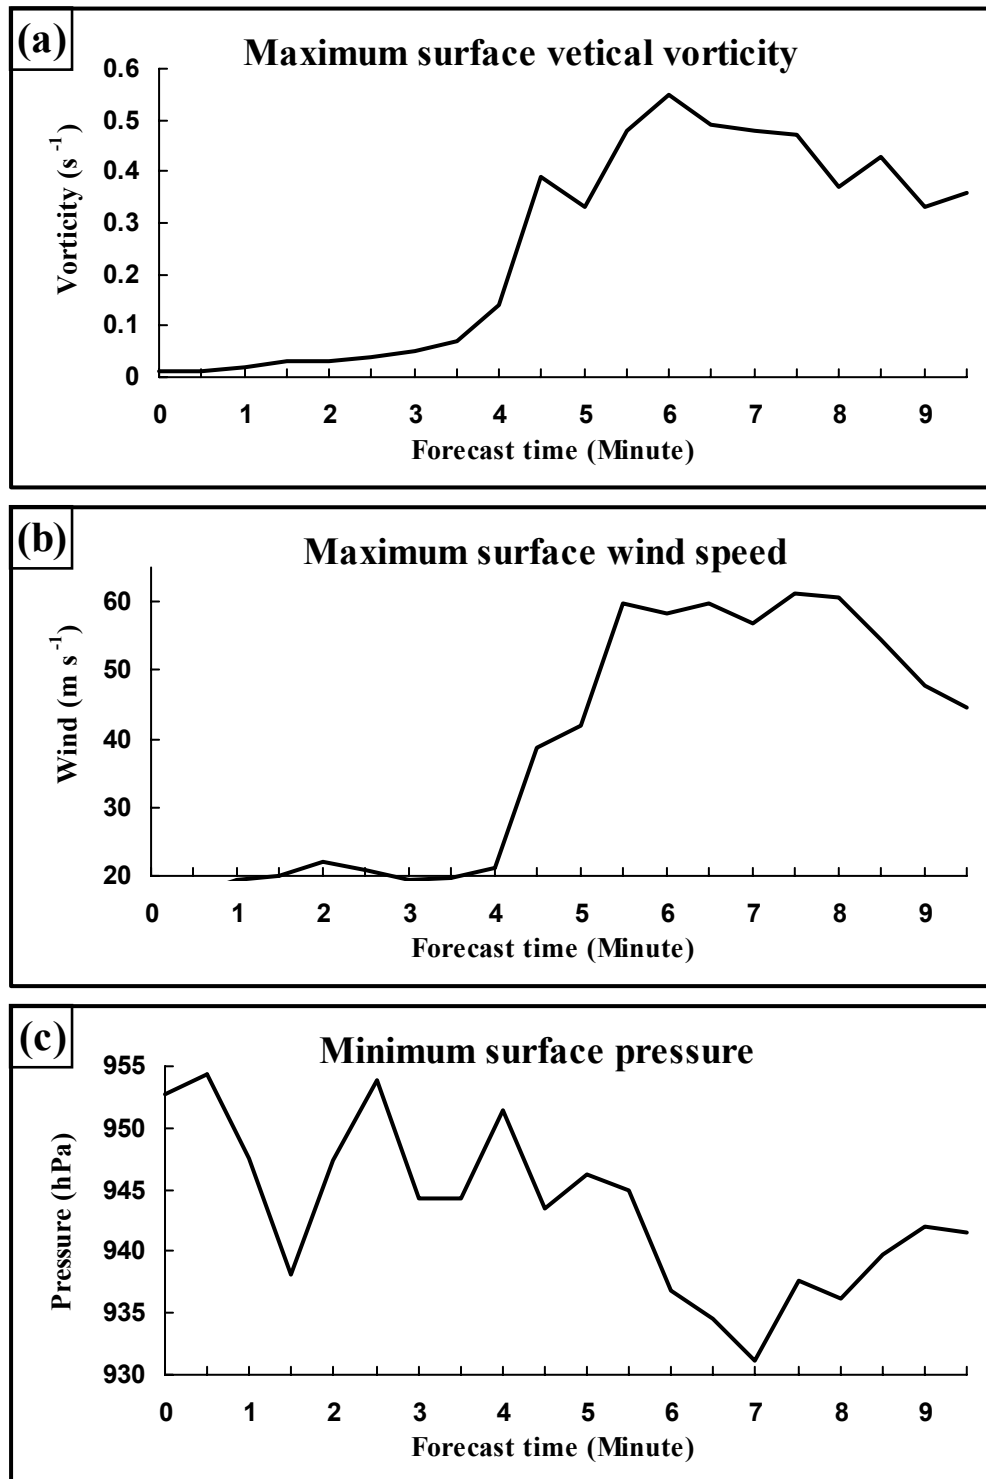 (a)
Maximum surface vetical vorticity
Vorticity (s⁻¹)
0.6
0.5
0.4
0.3
0.2
0.1
0
0 1 2 3 4 5 6 7 8 9
Forecast time (Minute)
(b)
Maximum surface wind speed
Wind (m s⁻¹)
60
50
40
30
20
0 1 2 3 4 5 6 7 8 9
Forecast time (Minute)
(c)
Minimum surface pressure
Pressure (hPa)
955
950
945
940
935
930
0 1 2 3 4 5 6 7 8 9
Forecast time (Minute)